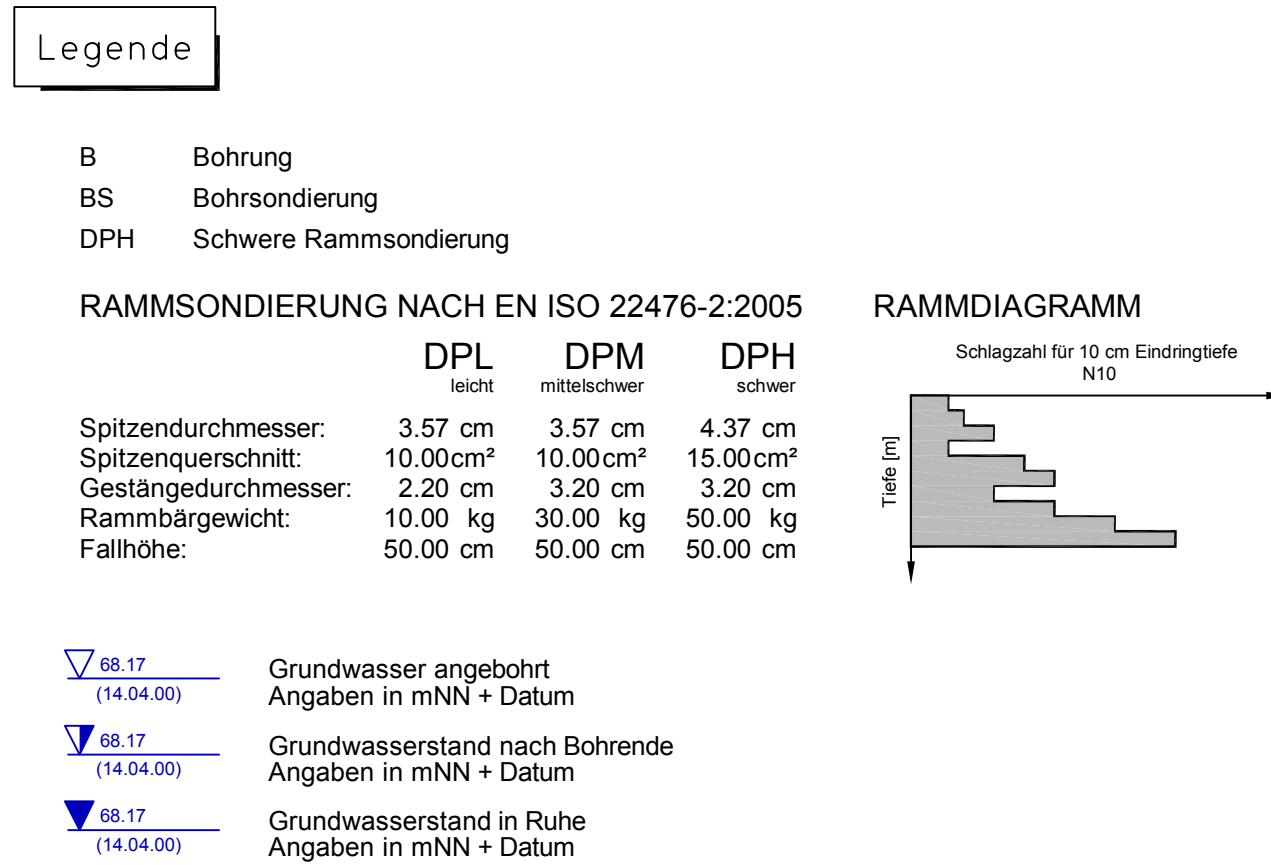 Legende
B Bohrung
BS Bohrsondierung
DPH Schwere Rammsondierung
RAMMSONDIERUNG NACH EN ISO 22476-2:2005
DPL DPM DPH
leicht mittelschwer schwer
Spitzendurchmesser: 3.57 cm 3.57 cm 4.37 cm
Spitzenquerschnitt: 10.00cm² 10.00cm² 15.00cm²
Gestängedurchmesser: 2.20 cm 3.20 cm 3.20 cm
Rammbärgewicht: 10.00 kg 30.00 kg 50.00 kg
Fallhöhe: 50.00 cm 50.00 cm 50.00 cm
RAMMDIAGRAMM
Schlagzahl für 10 cm Eindringtiefe
N10
Tiefe [m]
68.17
(14.04.00)
Grundwasser angebohrt
Angaben in mNN + Datum
68.17
(14.04.00)
Grundwasserstand nach Bohrende
Angaben in mNN + Datum
68.17
(14.04.00)
Grundwasserstand in Ruhe
Angaben in mNN + Datum